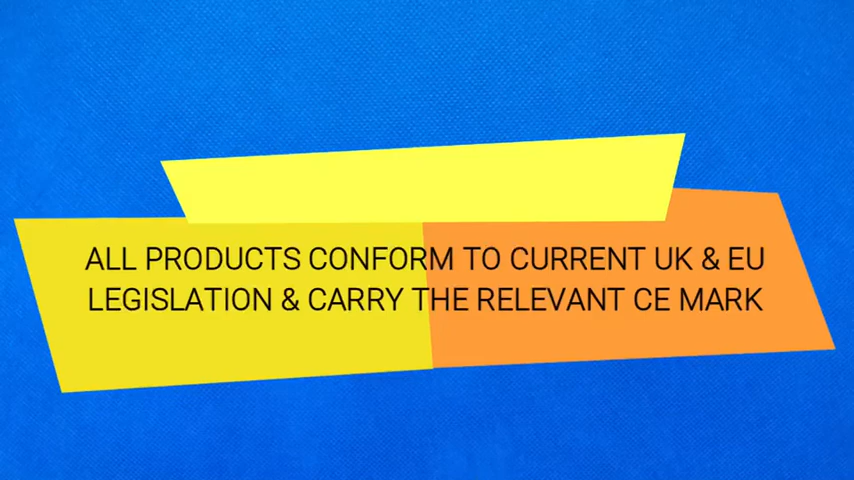 ALL PRODUCTS CONFORM TO CURRENT UK & EU
LEGISLATION & CARRY THE RELEVANT CE MARK